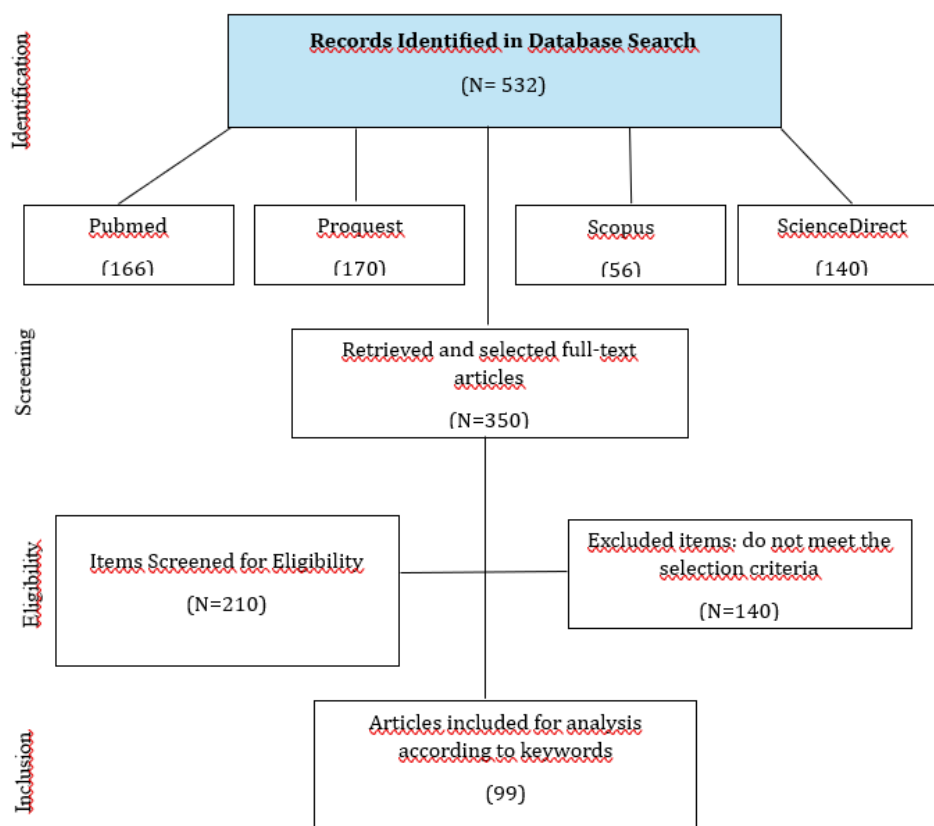 Identification
Records Identified in Database Search
(N= 532)
Pubmed
(166)
Proquest
(170)
Scopus
(56)
ScienceDirect
(140)
Screening
Retrieved and selected full-text
articles
(N=350)
Eligibility
Items Screened for Eligibility
(N=210)
Excluded items: do not meet the
selection criteria
(N=140)
Inclusion
Articles included for analysis
according to keywords
(99)